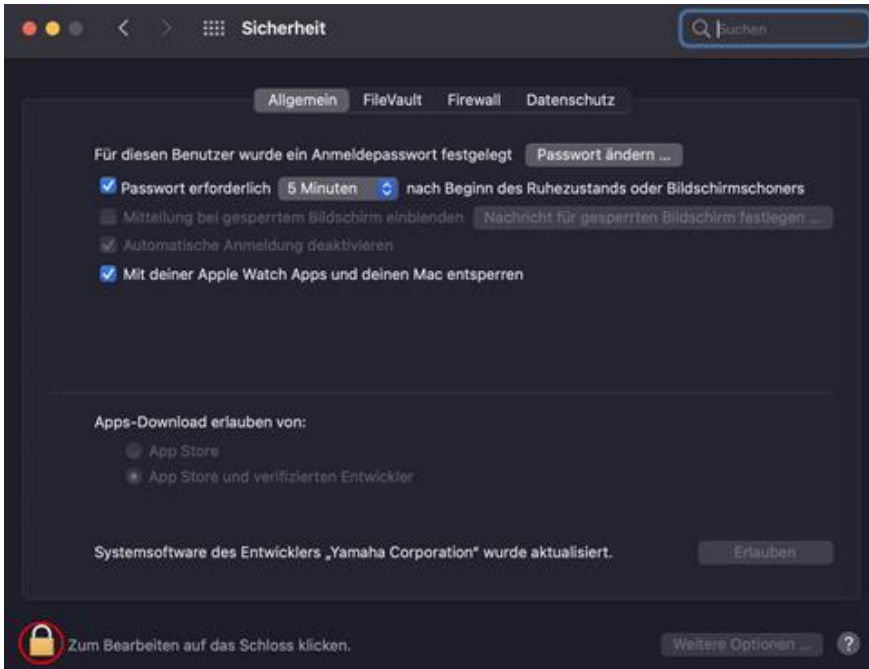 Sicherheit
Suchen
Allgemein FileVault Firewall Datenschutz
Für diesen Benutzer wurde ein Anmeldepasswort festgelegt Passwort ändern ...
Passwort erforderlich 5 Minuten nach Beginn des Ruhezustands oder Bildschirmschoners
Mitteilung bei gesperrtem Bildschirm einblenden Nachricht für gesperrten Bildschirm festlegen ...
Automatische Anmeldung deaktivieren
Mit deiner Apple Watch Apps und deinen Mac entsperren
Apps-Download erlauben von:
App Store
App Store und verifizierten Entwickler
Systemsoftware des Entwicklers „Yamaha Corporation“ wurde aktualisiert. Erlauben
Zum Bearbeiten auf das Schloss klicken. Weitere Optionen ... ?